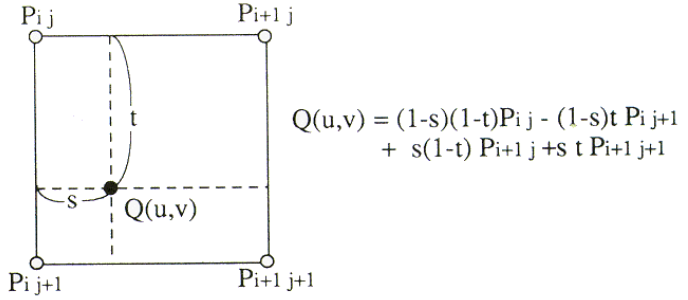 Pi j
Pi+1 j
t
Q(u,v) = (1-s)(1-t)Pi j - (1-s)t Pi j+1
+ s(1-t) Pi+1 j +s t Pi+1 j+1
s
Q(u,v)
Pi j+1
Pi+1 j+1